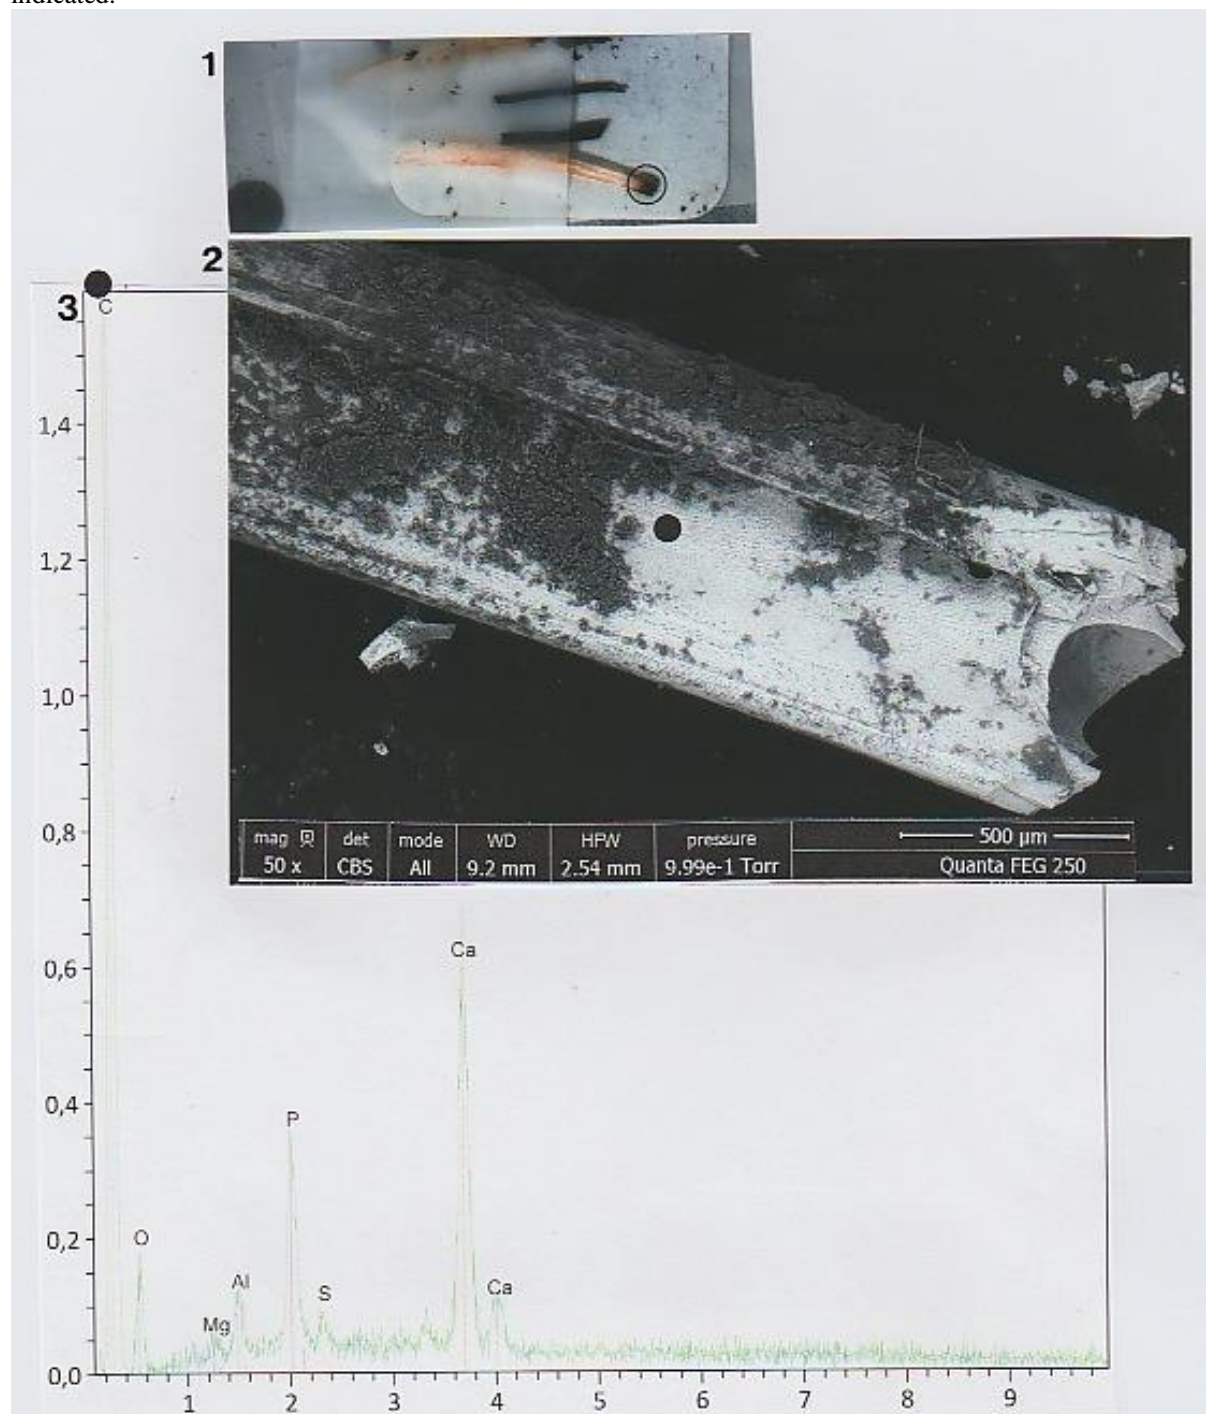 indicated.
1
2
3
C
1,4
1,2
1,0
0,8
mag det mode WD HFW pressure 500 µm
50 x CBS All 9.2 mm 2.54 mm 9.99e-1 Torr Quanta FEG 250
Ca
0,6
0,4
P
0,2
O
Al
S
Ca
Mg
0,0
1 2 3 4 5 6 7 8 9